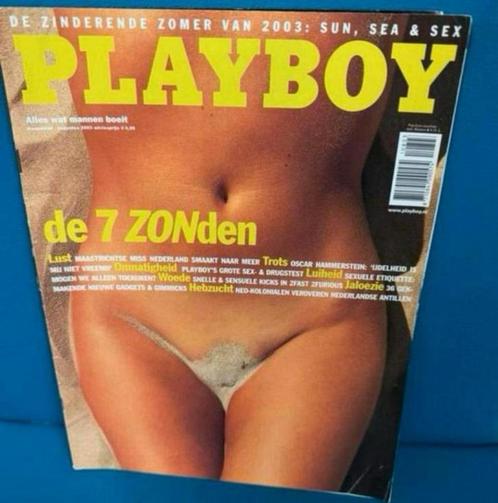 DE ZINDERENDE ZOMER VAN 2003: SUN, SEA & SEX
PLAYBOY
Alles wat mannen boeit
www.playboy.nl
de 7 ZONden
Lust MAASTRICHTSE MISS NEDERLAND SMAAKT NAAR MEER Trots OSCAR HAMMERSTEIN: 'IJDELHEID IS
MIJ NIET VREEMD' Onmatigheid PLAYBOY'S GROTE SEX- & DRUGSTEST Luiheid SEXUELE ETIQUETTE:
MOGEN WE ALLEEN TOEKIJKEN? Woede SNELLE & SENSUELE KICKS IN 2FAST 2FURIOUS Jaloezie 36 GEK-
MAKENDE NIEUWE GADGETS & GIMMICKS Hebzucht NEO-KOLONIALEN VEROVEREN NEDERLANDSE ANTILLEN